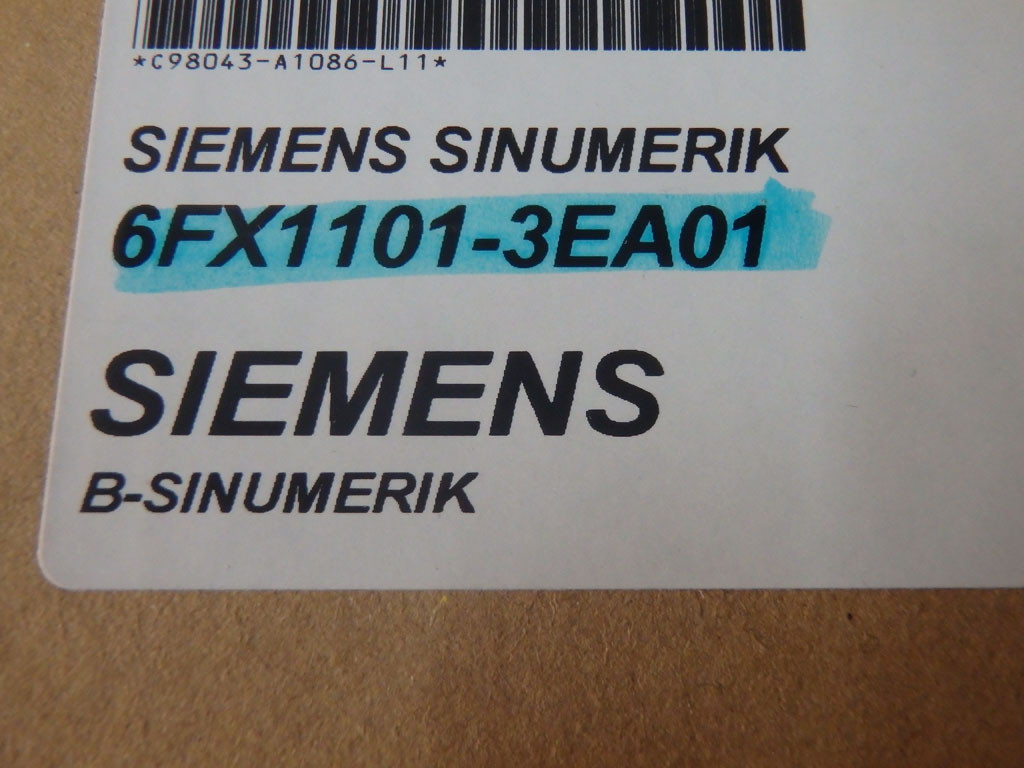 *C98043-A1086-L11*
SIEMENS SINUMERIK
6FX1101-3EA01
SIEMENS
B-SINUMERIK